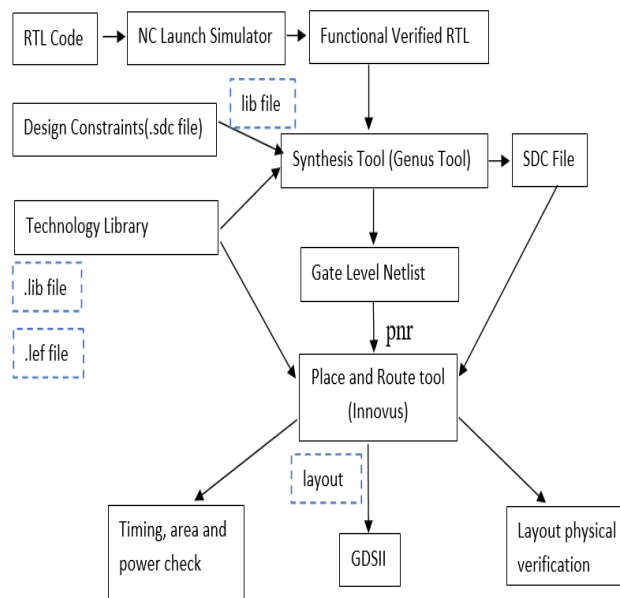 RTL Code
NC Launch Simulator
Functional Verified RTL
lib file
Design Constraints(.sdc file)
Synthesis Tool (Genus Tool)
SDC File
Technology Library
.lib file
Gate Level Netlist
.lef file
pnr
Place and Route tool
(Innovus)
layout
Timing, area and
power check
GDSII
Layout physical
verification